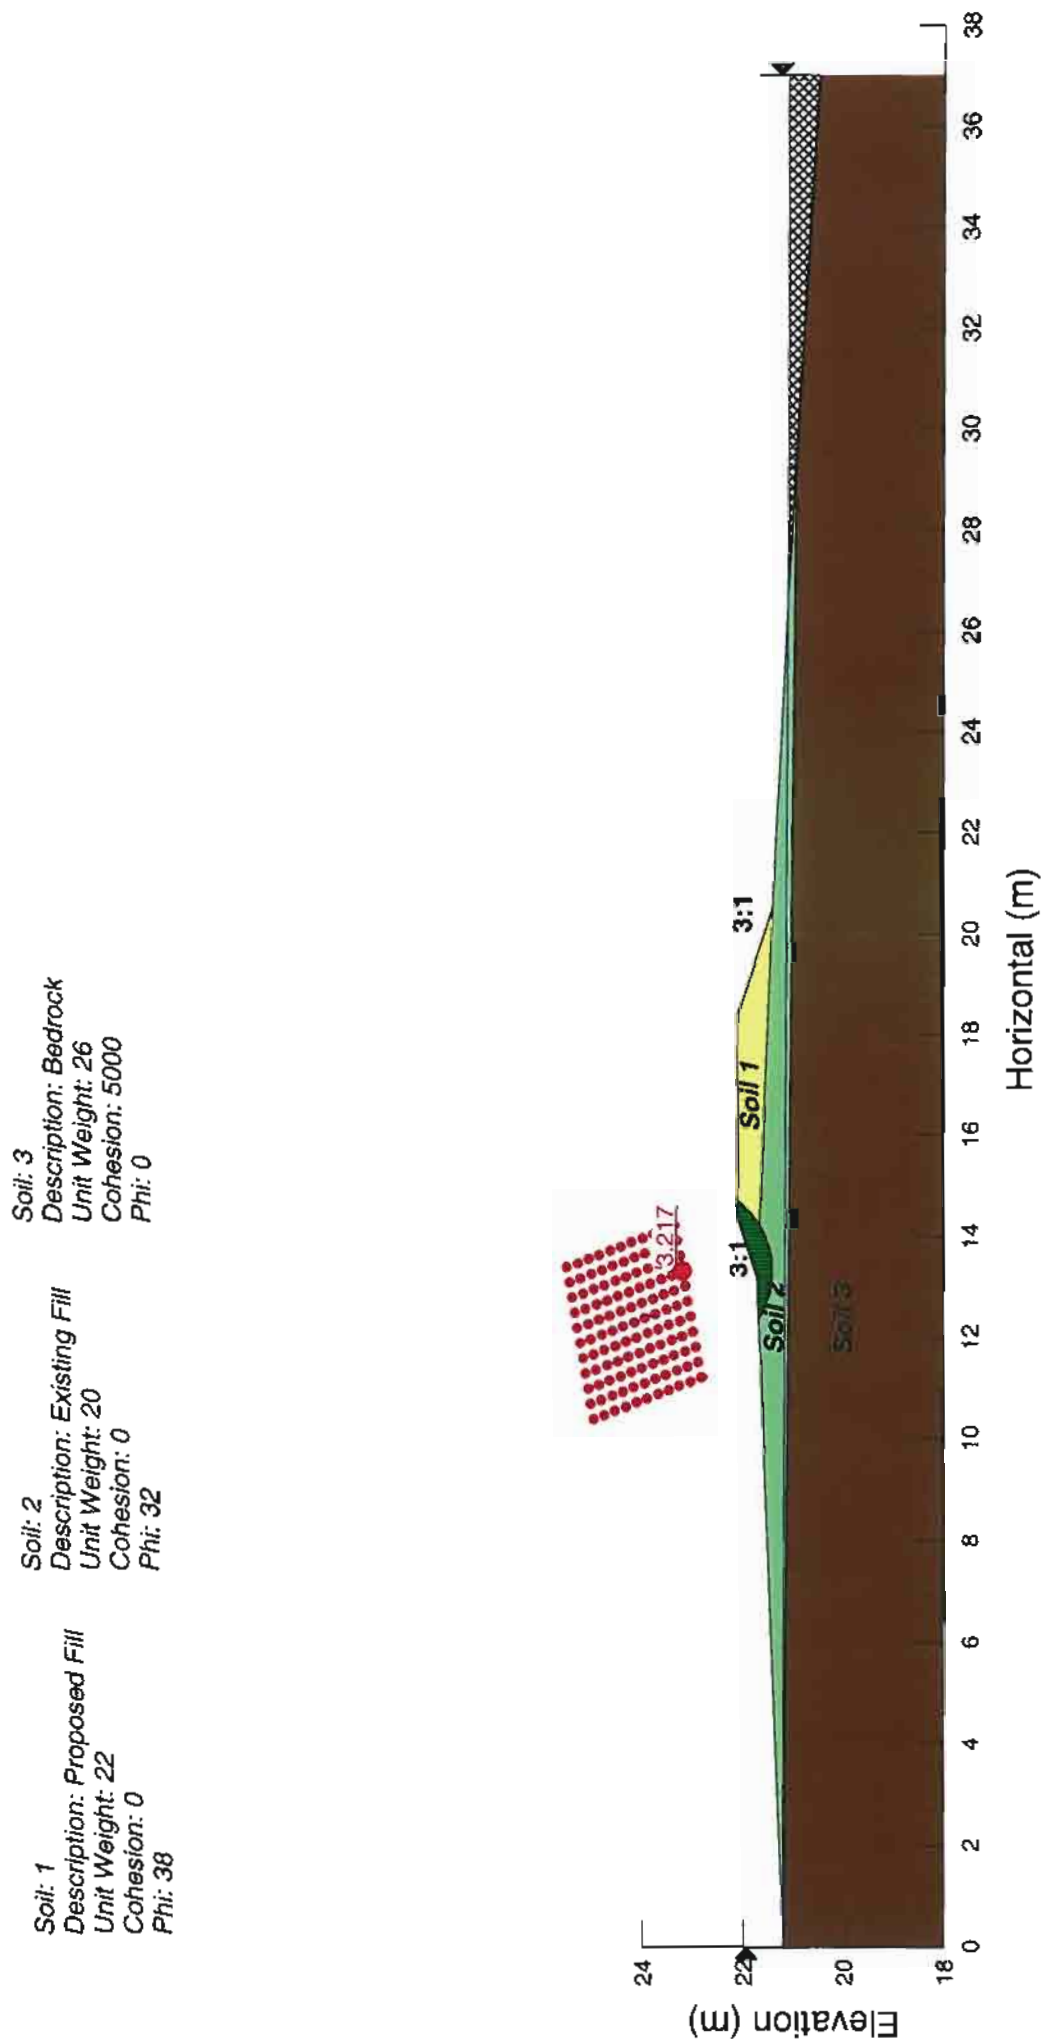 Soil: 1
Description: Proposed Fill
Unit Weight: 22
Cohesion: 0
Phi: 38
Soil: 2
Description: Existing Fill
Unit Weight: 20
Cohesion: 0
Phi: 32
Soil: 3
Description: Bedrock
Unit Weight: 26
Cohesion: 5000
Phi: 0
3.217
3:1
3:1
Soil 1
Soil 2
Soil 3
Elevation (m)
24
22
20
18
0 2 4 6 8 10 12 14 16 18 20 22 24 26 28 30 32 34 36 38
Horizontal (m)